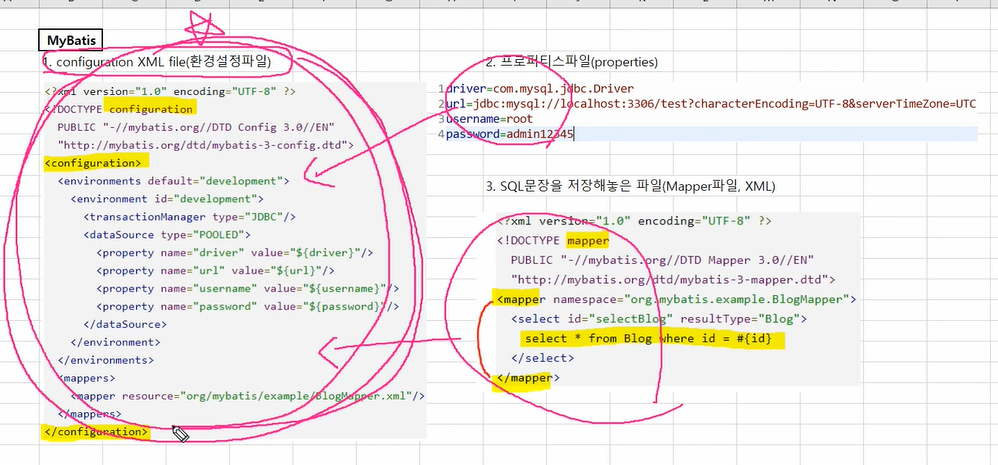 MyBatis
1. configuration XML file(환경설정파일)
<?xml version="1.0" encoding="UTF-8" ?>
<!DOCTYPE configuration
PUBLIC "-//mybatis.org//DTD Config 3.0//EN"
"http://mybatis.org/dtd/mybatis-3-config.dtd">
<configuration>
<environments default="development">
<environment id="development">
<transactionManager type="JDBC"/>
<dataSource type="POOLED">
<property name="driver" value="${driver}"/>
<property name="url" value="${url}"/>
<property name="username" value="${username}"/>
<property name="password" value="${password}"/>
</dataSource>
</environment>
</environments>
<mappers>
<mapper resource="org/mybatis/example/BlogMapper.xml"/>
</mappers>
</configuration>
2. 프로퍼티스파일(properties)
1 driver=com.mysql.jdbc.Driver
2 url=jdbc:mysql://localhost:3306/test?characterEncoding=UTF-8&serverTimeZone=UTC
3 username=root
4 password=admin12345
3. SQL문장을 저장해놓은 파일(Mapper파일, XML)
<?xml version="1.0" encoding="UTF-8" ?>
<!DOCTYPE mapper
PUBLIC "-//mybatis.org//DTD Mapper 3.0//EN"
"http://mybatis.org/dtd/mybatis-3-mapper.dtd">
<mapper namespace="org.mybatis.example.BlogMapper">
<select id="selectBlog" resultType="Blog">
select * from Blog where id = #{id}
</select>
</mapper>